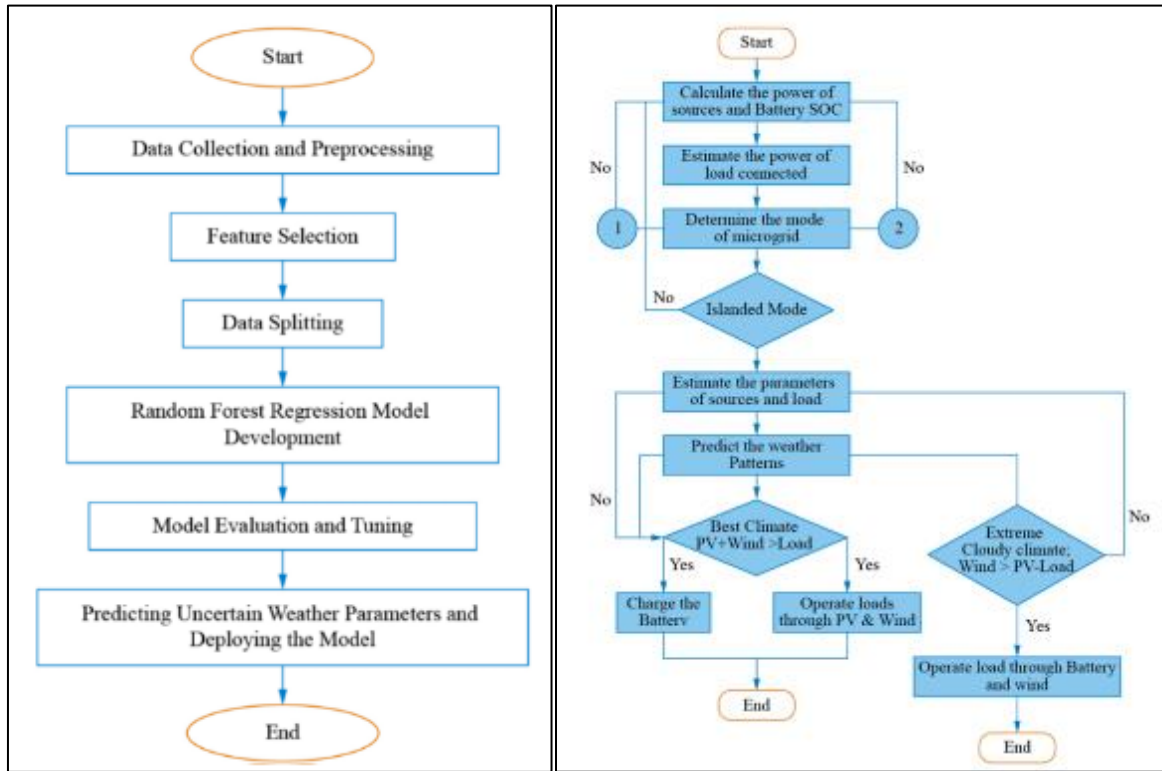 Start
Data Collection and Preprocessing
Feature Selection
Data Splitting
Random Forest Regression Model
Development
Model Evaluation and Tuning
Predicting Uncertain Weather Parameters and
Deploying the Model
End
Start
Calculate the power of
sources and Battery SOC
No
No
Estimate the power of
load connected
1
Determine the mode
of microgrid
2
No
Islanded Mode
Estimate the parameters
of sources and load
Predict the weather
Patterns
No
Best Climate
PV+Wind >Load
Extreme
Cloudy climate;
Wind > PV-Load
No
Yes
Yes
Charge the
Battery
Operate loads
through PV & Wind
Yes
Operate load through Battery
and wind
End
End